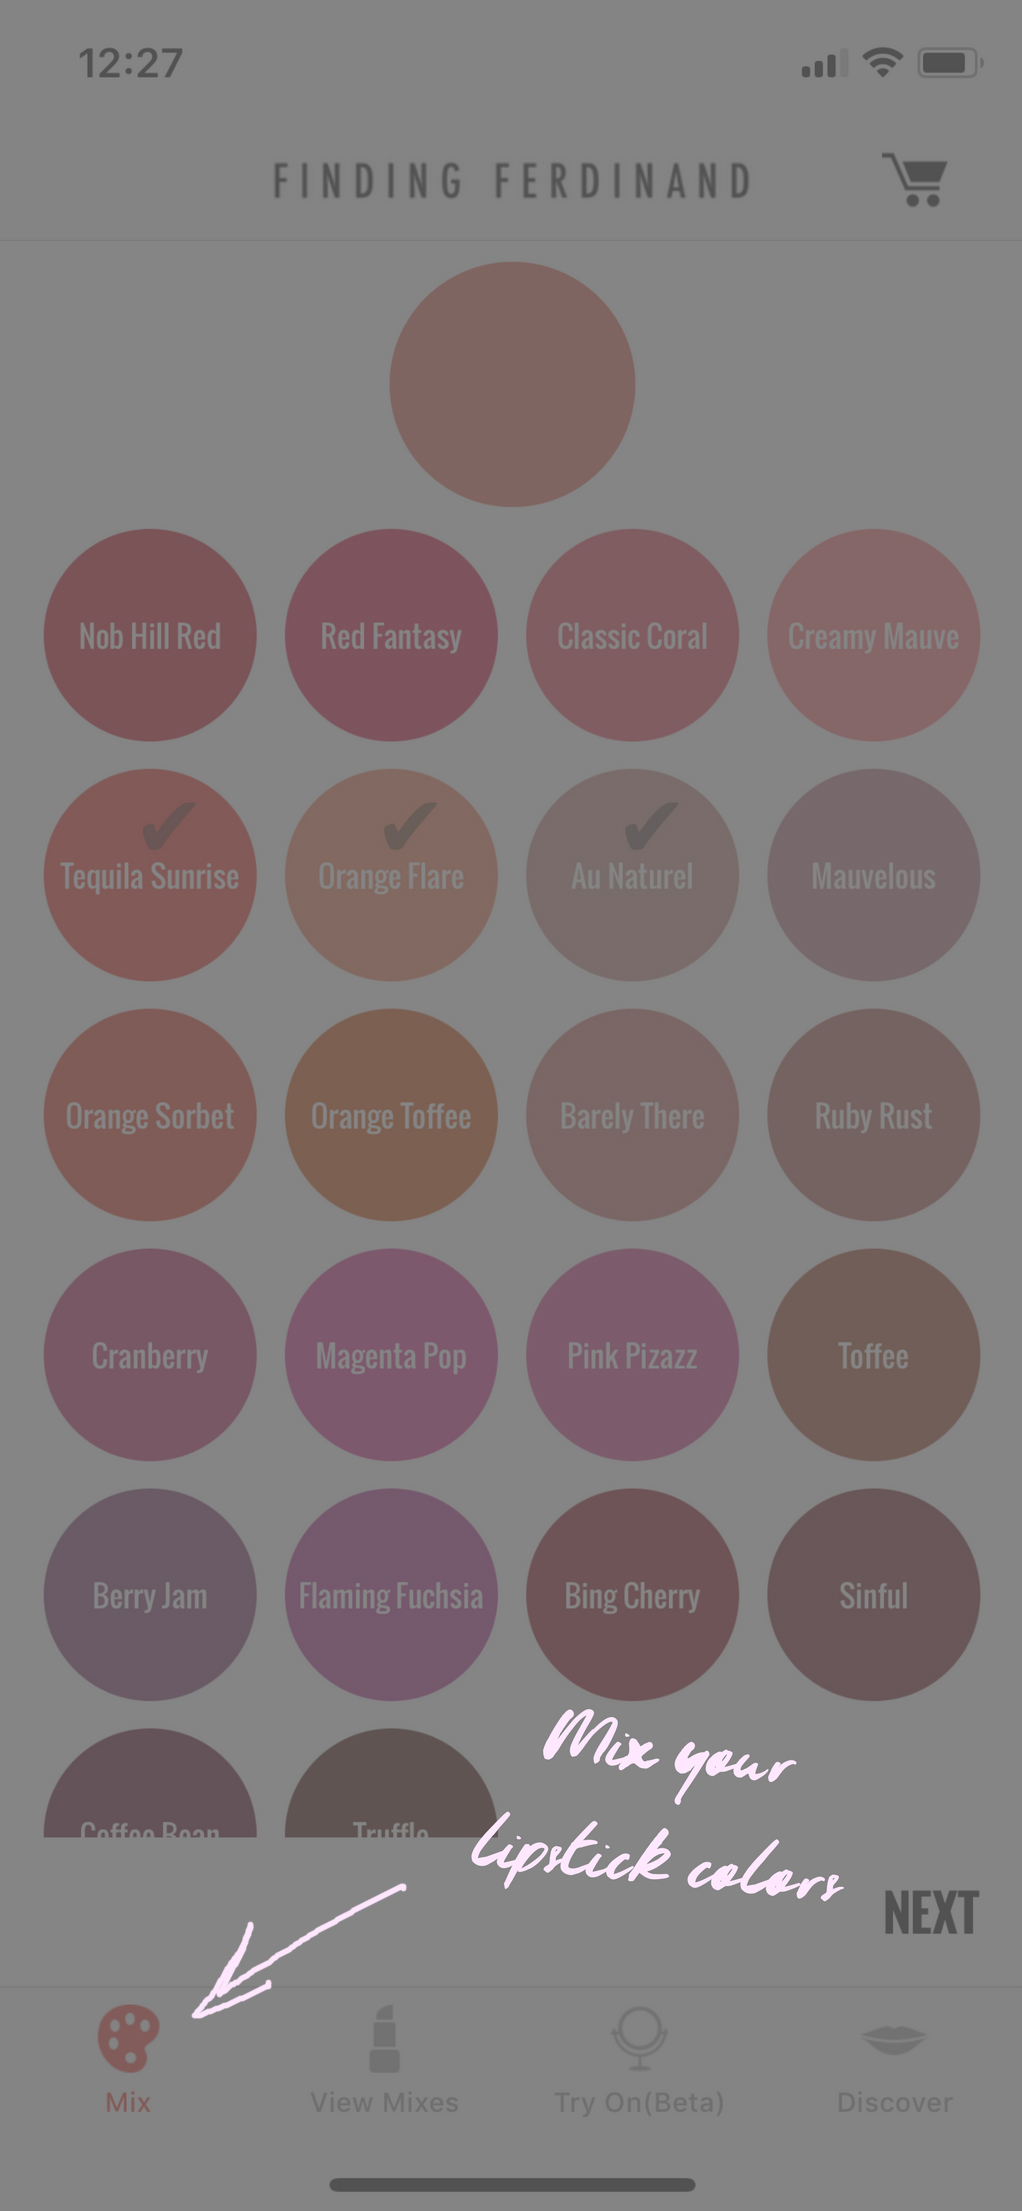 12:27
FINDING FERDINAND
Nob Hill Red
Red Fantasy
Classic Coral
Creamy Mauve
Tequila Sunrise
Orange Flare
Au Naturel
Mauvelous
Orange Sorbet
Orange Toffee
Barely There
Ruby Rust
Cranberry
Magenta Pop
Pink Pizazz
Toffee
Berry Jam
Flaming Fuchsia
Bing Cherry
Sinful
Coffee Bean
Truffle
Mix your
lipstick colors
NEXT
Mix
View Mixes
Try On(Beta)
Discover